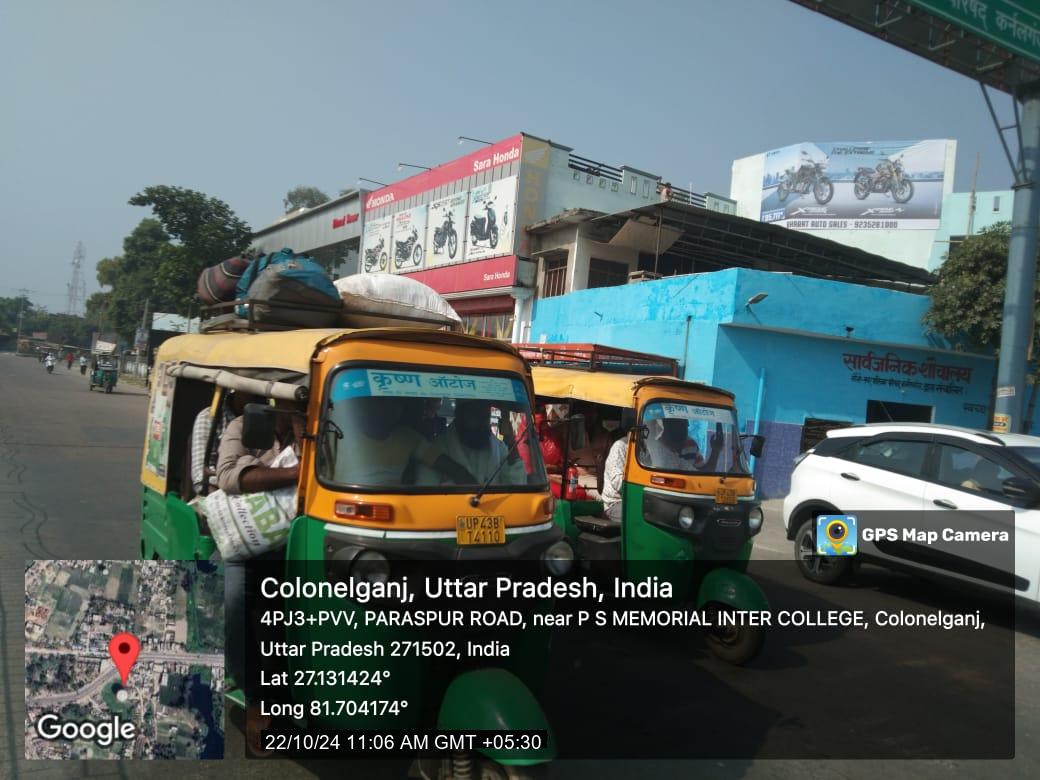 रिषद् कर्नलगंज
Sara Honda
HONDA
Sara Honda
BHARAT AUTO SALES - 9235281000
सार्वजनिक शौचालय
कृष्ण ऑटोज
कृष्ण ऑटोज
UP43B
T4110
GPS Map Camera
Colonelganj, Uttar Pradesh, India
4PJ3+PVV, PARASPUR ROAD, near P S MEMORIAL INTER COLLEGE, Colonelganj,
Uttar Pradesh 271502, India
Lat 27.131424°
Long 81.704174°
22/10/24 11:06 AM GMT +05:30
Google